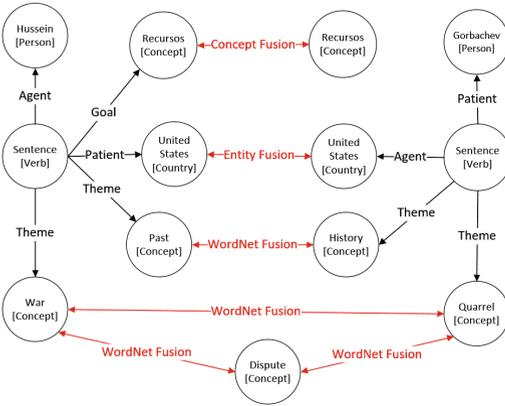 Hussein
[Person]
Recursos
[Concept]
Concept Fusion
Recursos
[Concept]
Gorbachev
[Person]
Agent
Goal
Patient
Sentence
[Verb]
Patient
United
States
[Country]
Entity Fusion
United
States
[Country]
Agent
Sentence
[Verb]
Theme
Theme
Theme
Past
[Concept]
WordNet Fusion
History
[Concept]
Theme
War
[Concept]
WordNet Fusion
Quarrel
[Concept]
WordNet Fusion
WordNet Fusion
Dispute
[Concept]